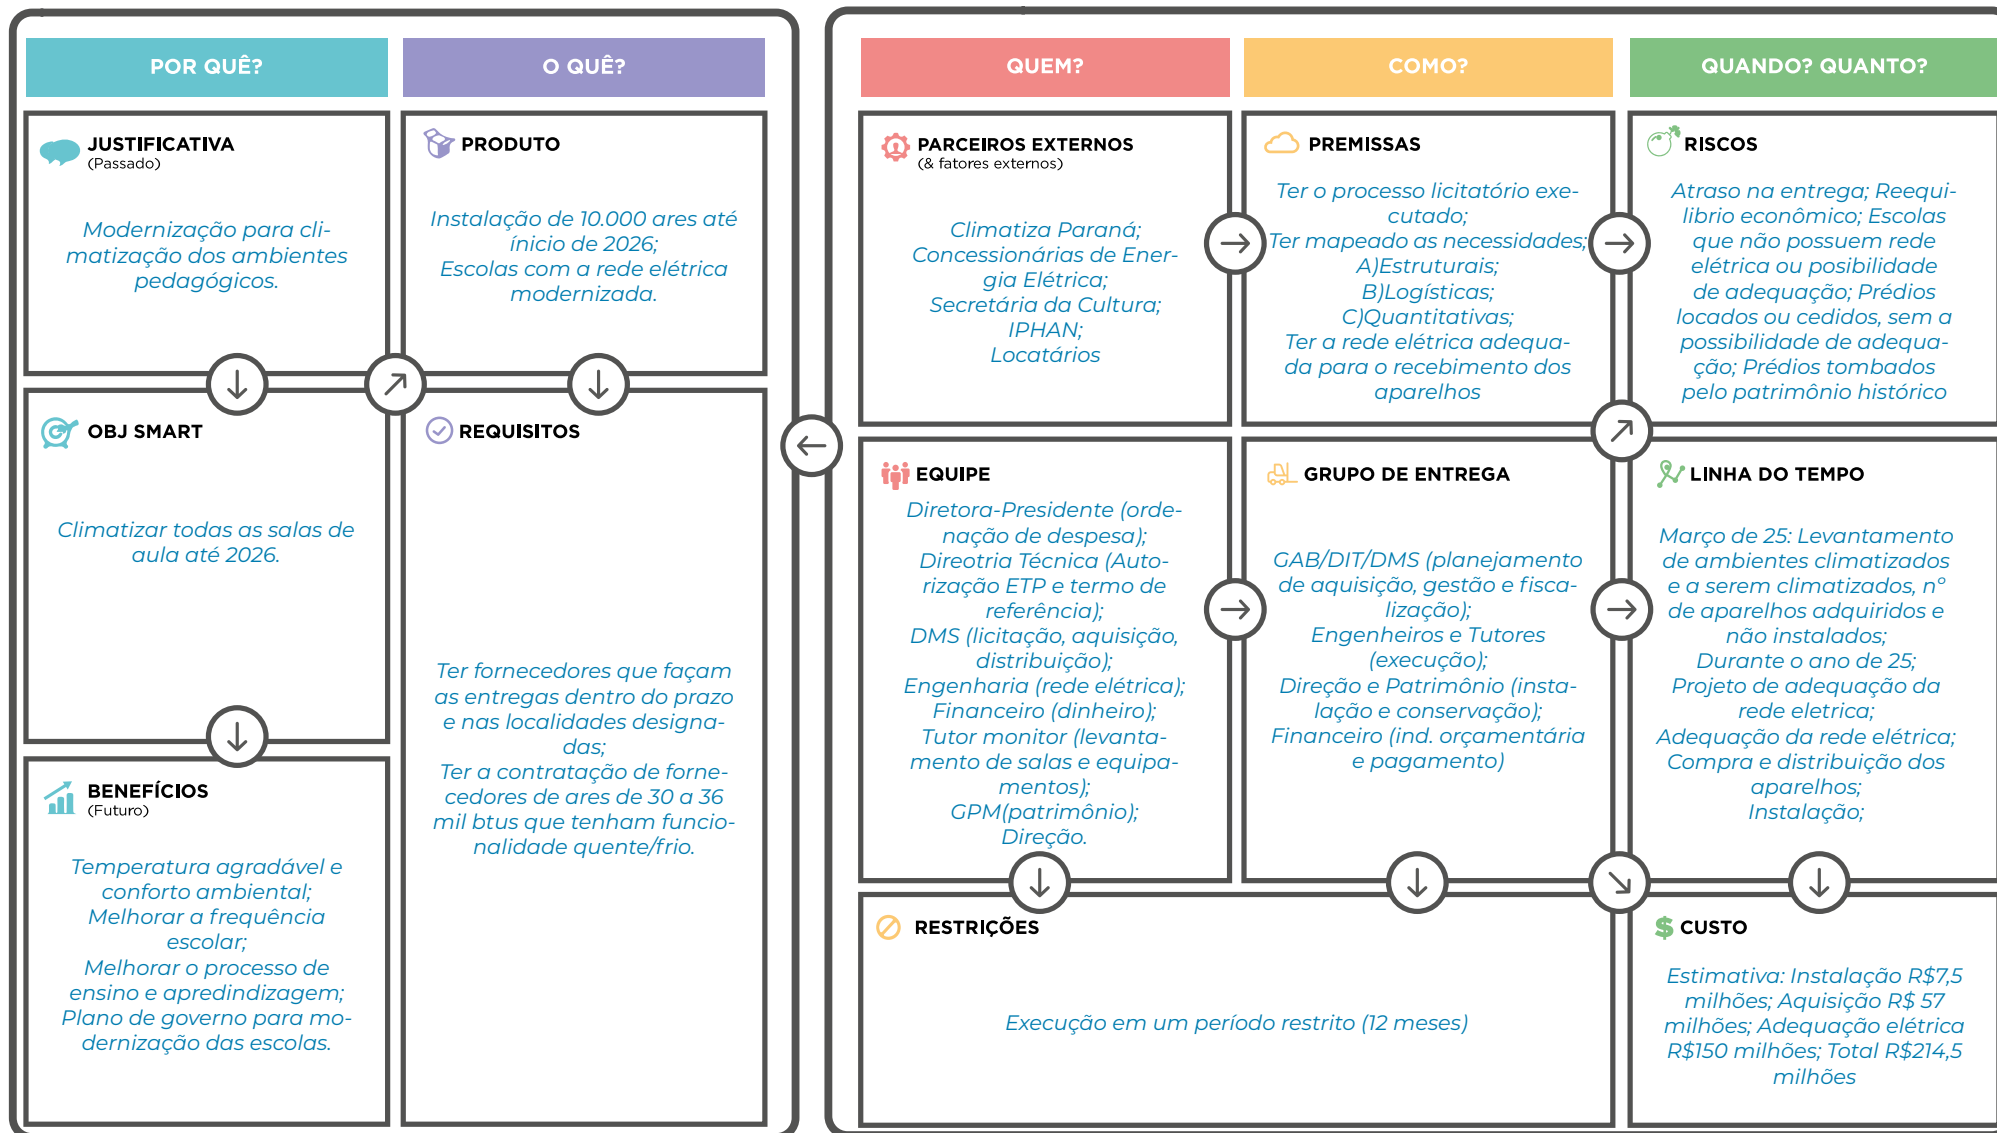 POR QUÊ?
O QUÊ?
QUEM?
COMO?
QUANDO? QUANTO?
JUSTIFICATIVA
(Passado)
Modernização para cli-
matização dos ambientes
pedagógicos.
OBJ SMART
Climatizar todas as salas de
aula até 2026.
BENEFÍCIOS
(Futuro)
Temperatura agradável e
conforto ambiental;
Melhorar a frequência
escolar;
Melhorar o processo de
ensino e apredindizagem;
Plano de governo para mo-
dernização das escolas.
PRODUTO
Instalação de 10.000 ares até
ínicio de 2026;
Escolas com a rede elétrica
modernizada.
REQUISITOS
Ter fornecedores que façam
as entregas dentro do prazo
e nas localidades designa-
das;
Ter a contratação de forne-
cedores de ares de 30 a 36
mil btus que tenham funcio-
nalidade quente/frio.
PARCEIROS EXTERNOS
(& fatores externos)
Climatiza Paraná;
Concessionárias de Ener-
gia Elétrica;
Secretária da Cultura;
IPHAN;
Locatários
EQUIPE
Diretora-Presidente (orde-
nação de despesa);
Direotria Técnica (Auto-
rização ETP e termo de
referência);
DMS (licitação, aquisição,
distribuição);
Engenharia (rede elétrica);
Financeiro (dinheiro);
Tutor monitor (levanta-
mento de salas e equipa-
mentos);
GPM(patrimônio);
Direção.
PREMISSAS
Ter o processo licitatório exe-
cutado;
Ter mapeado as necessidades;
A)Estruturais;
B)Logísticas;
C)Quantitativas;
Ter a rede elétrica adequa-
da para o recebimento dos
aparelhos
GRUPO DE ENTREGA
GAB/DIT/DMS (planejamento
de aquisição, gestão e fisca-
lização);
Engenheiros e Tutores
(execução);
Direção e Patrimônio (insta-
lação e conservação);
Financeiro (ind. orçamentária
e pagamento)
RISCOS
Atraso na entrega; Reequi-
librio econômico; Escolas
que não possuem rede
elétrica ou posibilidade
de adequação; Prédios
locados ou cedidos, sem a
possibilidade de adequa-
ção; Prédios tombados
pelo patrimônio histórico
LINHA DO TEMPO
Março de 25: Levantamento
de ambientes climatizados
e a serem climatizados, nº
de aparelhos adquiridos e
não instalados;
Durante o ano de 25;
Projeto de adequação da
rede eletrica;
Adequação da rede elétrica;
Compra e distribuição dos
aparelhos;
Instalação;
RESTRIÇÕES
Execução em um período restrito (12 meses)
CUSTO
Estimativa: Instalação R$7,5
milhões; Aquisição R$ 57
milhões; Adequação elétrica
R$150 milhões; Total R$214,5
milhões